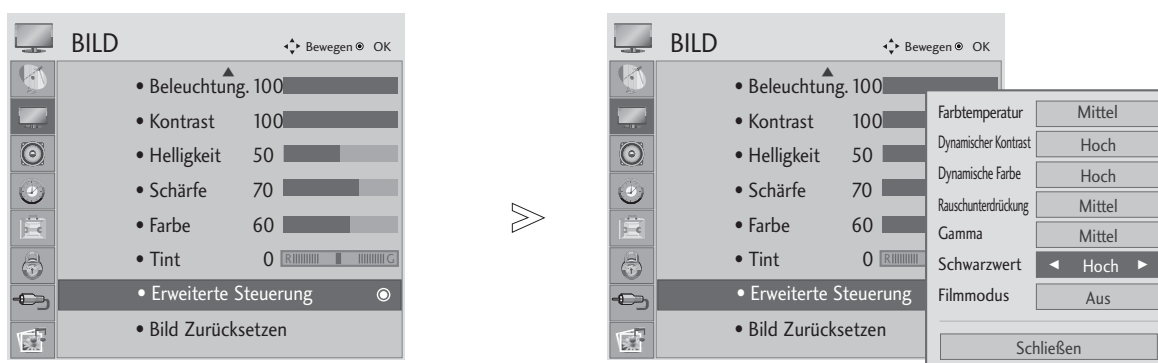 BILD
Bewegen OK
• Beleuchtung. 100
• Kontrast 100
• Helligkeit 50
• Schärfe 70
• Farbe 60
• Tint 0 R G
• Erweiterte Steuerung
• Bild Zurücksetzen
BILD
Bewegen OK
• Beleuchtung. 100
• Kontrast 100
• Helligkeit 50
• Schärfe 70
• Farbe 60
• Tint 0 R
• Erweiterte Steuerung
• Bild Zurücksetzen
Farbtemperatur Mittel
Dynamischer Kontrast Hoch
Dynamische Farbe Hoch
Rauschunterdrückung Mittel
Gamma Mittel
Schwarzwert ◄ Hoch ►
Filmmodus Aus
Schließen